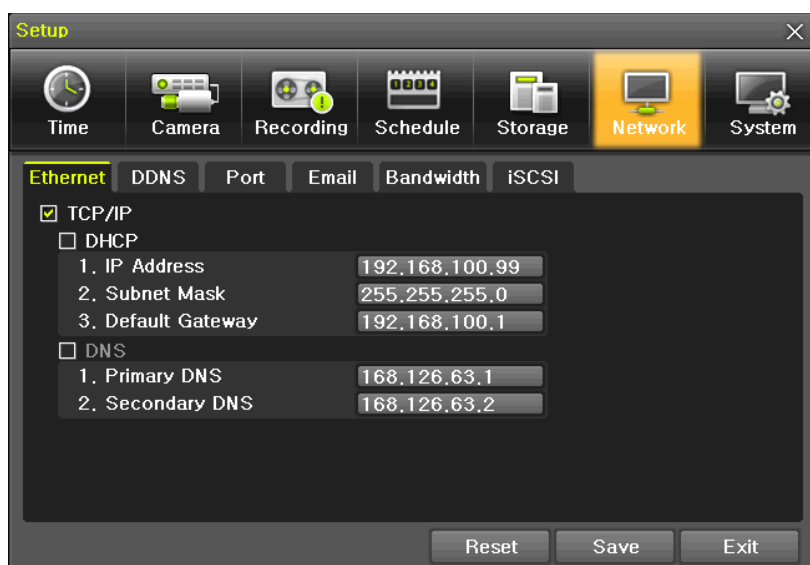 Setup
Time Camera Recording Schedule Storage Network System
Ethernet DDNS Port Email Bandwidth iSCSI
TCP/IP
DHCP
1. IP Address 192.168.100.99
2. Subnet Mask 255.255.255.0
3. Default Gateway 192.168.100.1
DNS
1. Primary DNS 168.126.63.1
2. Secondary DNS 168.126.63.2
Reset Save Exit